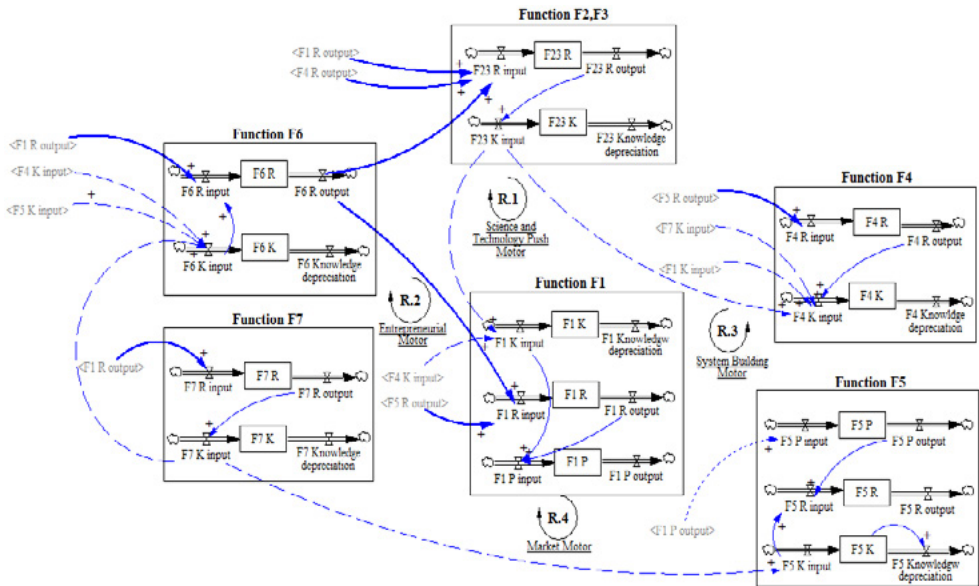 Function F2,F3
<F1 R output>
<F4 R output>
F23 R
F23 R input
F23 R output
F23 K
F23 K input
F23 Knowledge
depreciation
Function F6
<F1 R output>
<F4 K input>
<F5 K input>
F6 R
F6 R input
F6 R output
F6 K
F6 K input
F6 Knowledge
depreciation
R.1
Science and
Technology Push
Motor
Function F4
<F5 R output>
<F7 K input>
<F1 K input>
F4 R
F4 R input
F4 R output
F4 K
F4 K input
F4 Knowldge
depreciation
R.2
Entrepreneurial
Motor
R.3
System Building
Motor
Function F7
<F1 R output>
F7 R
F7 R input
F7 R output
F7 K
F7 K input
F7 Knowledge
depreciation
Function F1
<F4 K input>
<F5 R output>
F1 K
F1 K input
F1 Knowledgw
depreciation
F1 R
F1 R input
F1 R output
F1 P
F1 P input
F1 P output
R.4
Market Motor
Function F5
<F1 P output>
F5 P
F5 P input
F5 P output
F5 R
F5 R input
F5 R output
F5 K
F5 K input
F5 Knowledgw
depreciation